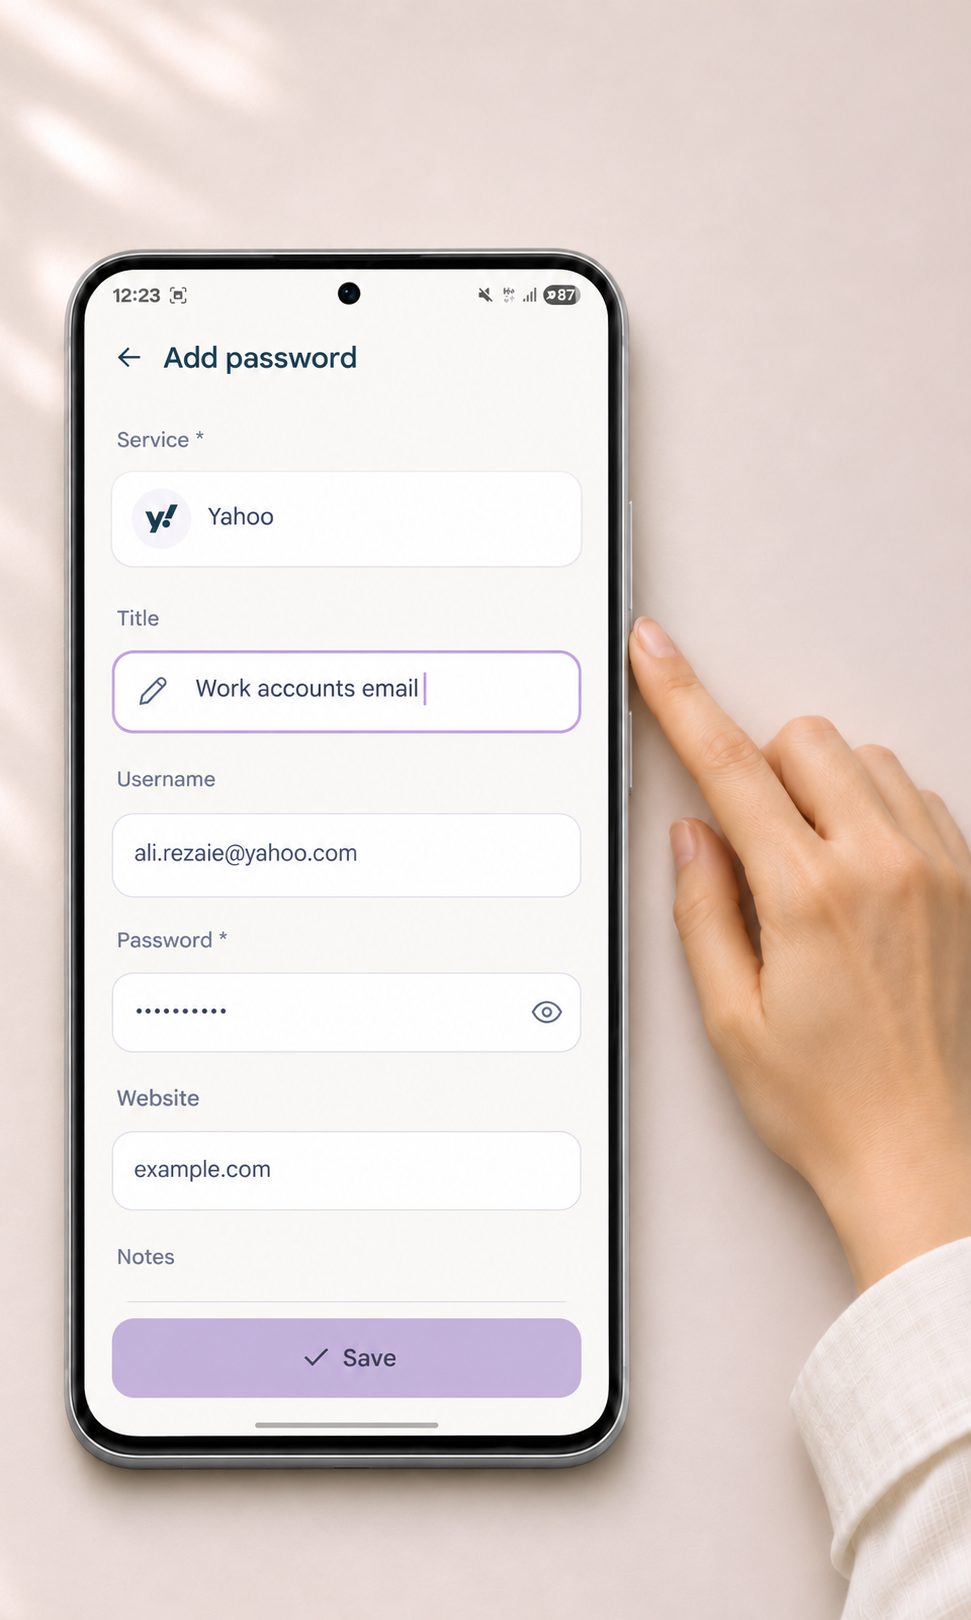 12:23
87
Add password
Service *
y!
Yahoo
Title
Work accounts email
Username
ali.rezaie@yahoo.com
Password *
••••••••••
Website
example.com
Notes
Save